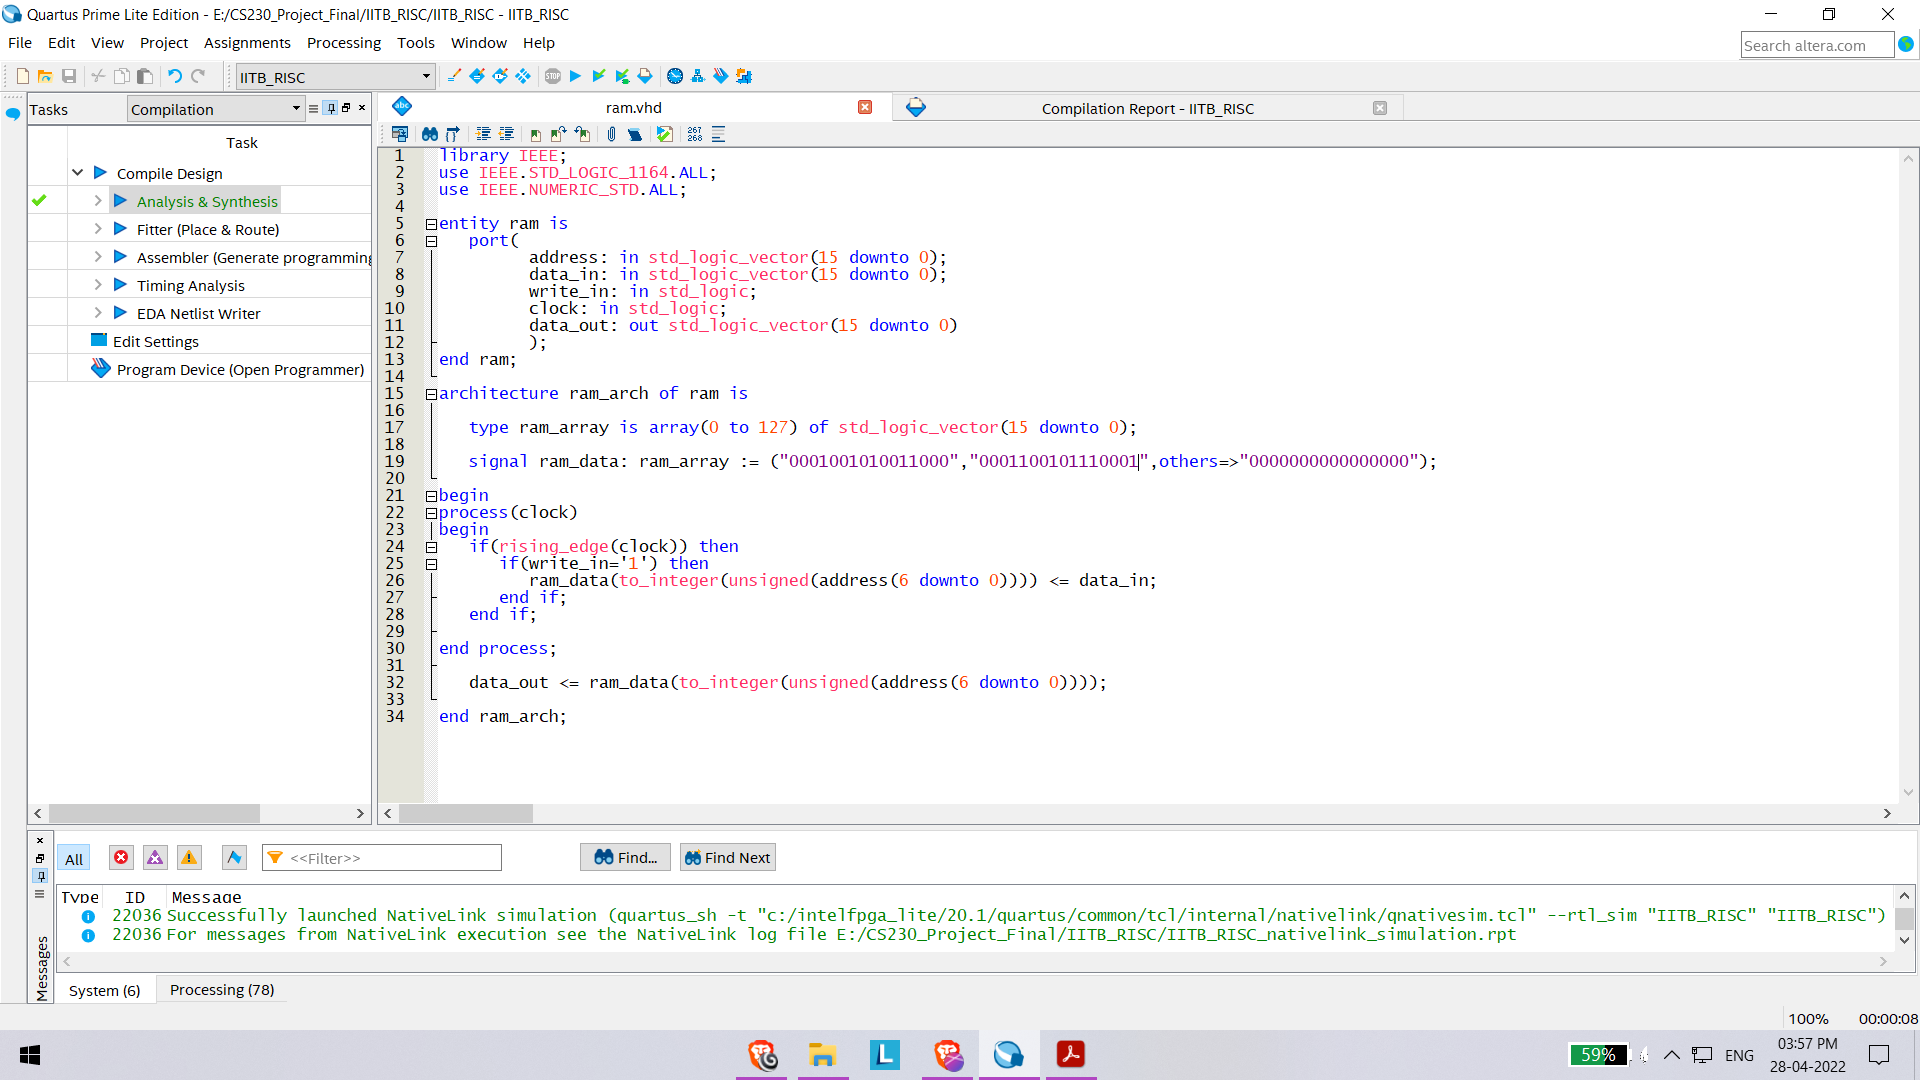 Quartus Prime Lite Edition - E:/CS230_Project_Final/IITB_RISC/IITB_RISC - IITB_RISC
File Edit View Project Assignments Processing Tools Window Help
Search altera.com
IITB_RISC
STOP
Tasks Compilation
Task
Compile Design
Analysis & Synthesis
Fitter (Place & Route)
Assembler (Generate programming
Timing Analysis
EDA Netlist Writer
Edit Settings
Program Device (Open Programmer)
abc ram.vhd Compilation Report - IITB_RISC
267
268
1 library IEEE;
2 use IEEE.STD_LOGIC_1164.ALL;
3 use IEEE.NUMERIC_STD.ALL;
4
5 entity ram is
6 port(
7 address: in std_logic_vector(15 downto 0);
8 data_in: in std_logic_vector(15 downto 0);
9 write_in: in std_logic;
10 clock: in std_logic;
11 data_out: out std_logic_vector(15 downto 0)
12 );
13 end ram;
14
15 architecture ram_arch of ram is
16
17 type ram_array is array(0 to 127) of std_logic_vector(15 downto 0);
18
19 signal ram_data: ram_array := ("0001001010011000","0001100101110001",others=>"0000000000000000");
20
21 begin
22 process(clock)
23 begin
24 if(rising_edge(clock)) then
25 if(write_in='1') then
26 ram_data(to_integer(unsigned(address(6 downto 0)))) <= data_in;
27 end if;
28 end if;
29
30 end process;
31
32 data_out <= ram_data(to_integer(unsigned(address(6 downto 0))));
33
34 end ram_arch;
Messages
All <<Filter>> Find... Find Next
Type ID Message
22036 Successfully launched NativeLink simulation (quartus_sh -t "c:/intelfpga_lite/20.1/quartus/common/tcl/internal/nativelink/qnativesim.tcl" --rtl_sim "IITB_RISC" "IITB_RISC")
22036 For messages from NativeLink execution see the NativeLink log file E:/CS230_Project_Final/IITB_RISC/IITB_RISC_nativelink_simulation.rpt
System (6) Processing (78)
100% 00:00:08
L
59% ENG 03:57 PM
28-04-2022